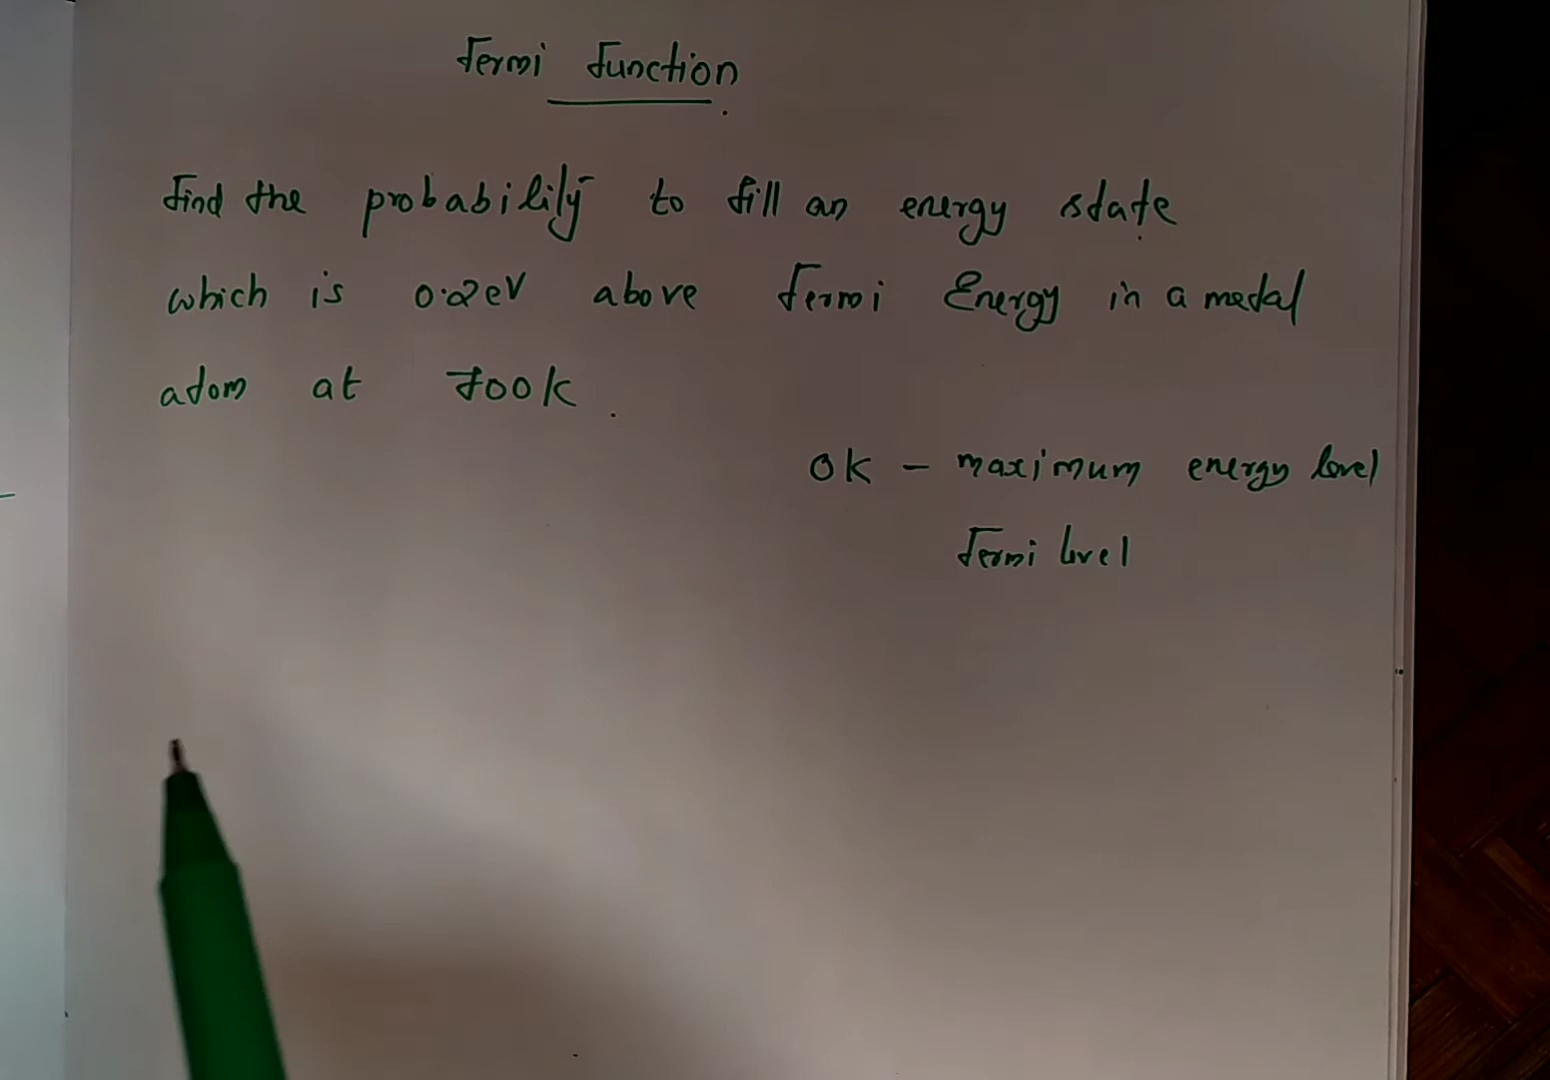 Fermi Function
Find the probability to fill an energy state
which is 0.2eV above Fermi Energy in a metal
atom at 700K.
0K - maximum energy level
Fermi level